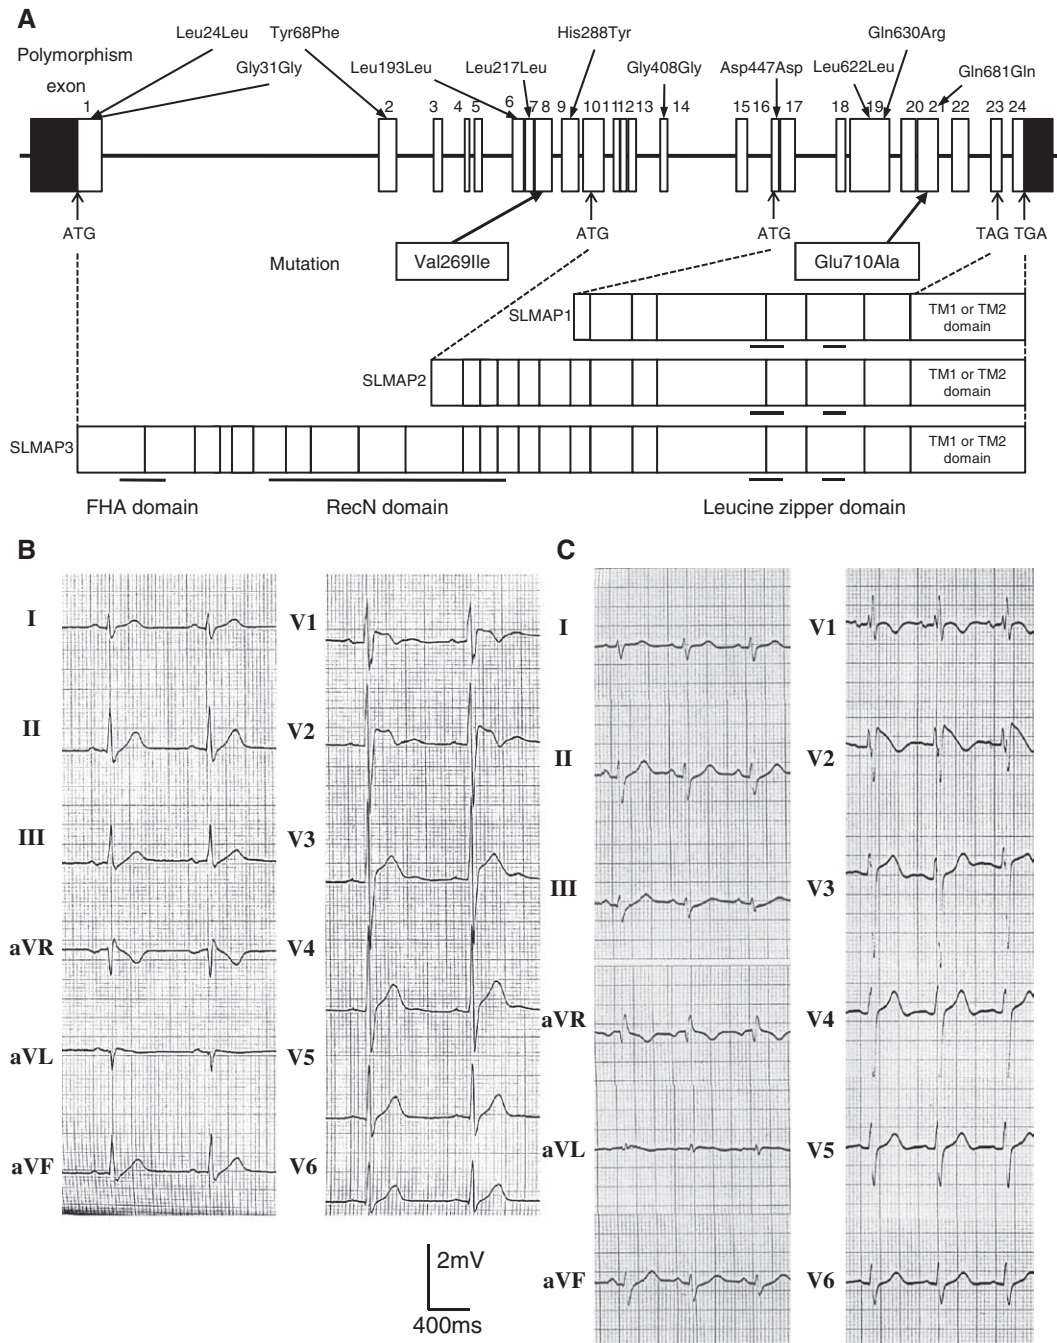 A
Leu24Leu Tyr68Phe His288Tyr Gln630Arg
Polymorphism Gly31Gly Leu193Leu Leu217Leu Gly408Gly Asp447Asp Leu622Leu Gln681Gln
exon
1 2 3 4 5 6 7 8 9 10 11 12 13 14 15 16 17 18 19 20 21 22 23 24
ATG ATG ATG TAG TGA
Mutation Val269Ile Glu710Ala
SLMAP1 TM1 or TM2
domain
SLMAP2 TM1 or TM2
domain
SLMAP3 TM1 or TM2
domain
FHA domain RecN domain Leucine zipper domain
B
I
II
III
aVR
aVL
aVF
V1
V2
V3
V4
V5
V6
2mV
400ms
C
I
II
III
aVR
aVL
aVF
V1
V2
V3
V4
V5
V6